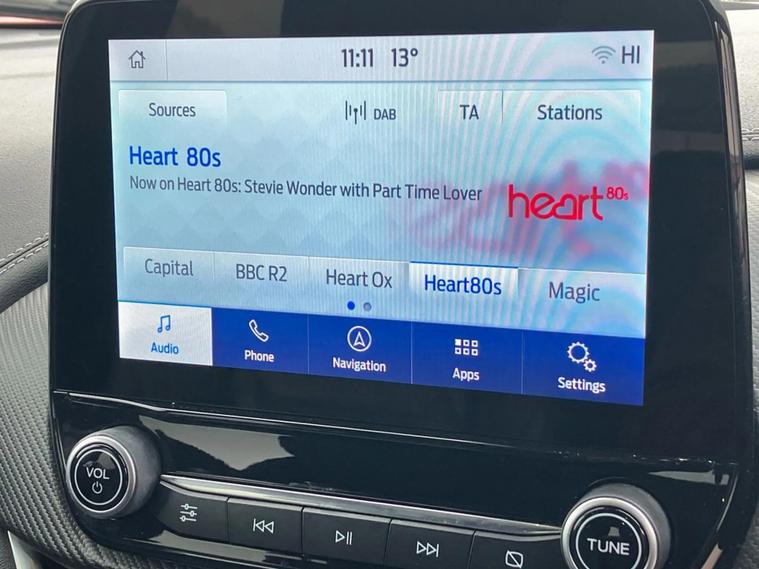 11:11 13° HI
Sources DAB TA Stations
Heart 80s
Now on Heart 80s: Stevie Wonder with Part Time Lover
heart 80s
Capital BBC R2 Heart Ox Heart80s Magic
Audio Phone Navigation Apps Settings
VOL
TUNE